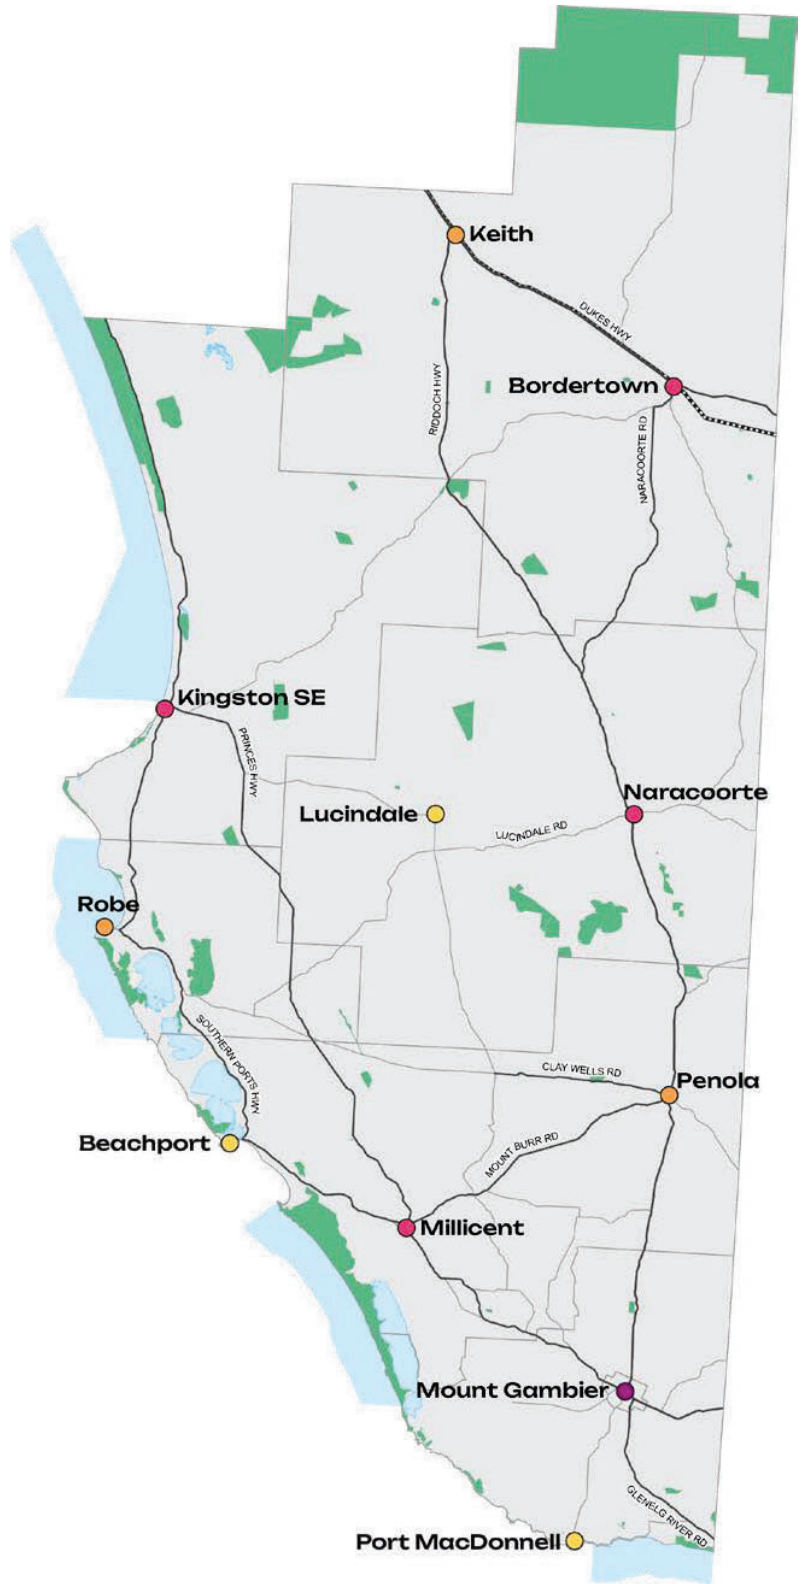 Keith
DUKES HWY
RIDDOCH HWY
Bordertown
NARACOORTE RD
Kingston SE
PRINCES HWY
Naracoorte
Lucindale
LUCINDALE RD
Robe
SOUTHERN PORTS HWY
CLAY WELLS RD
Penola
Beachport
MOUNT BURR RD
Millicent
Mount Gambier
GLENELG RIVER RD
Port MacDonnell